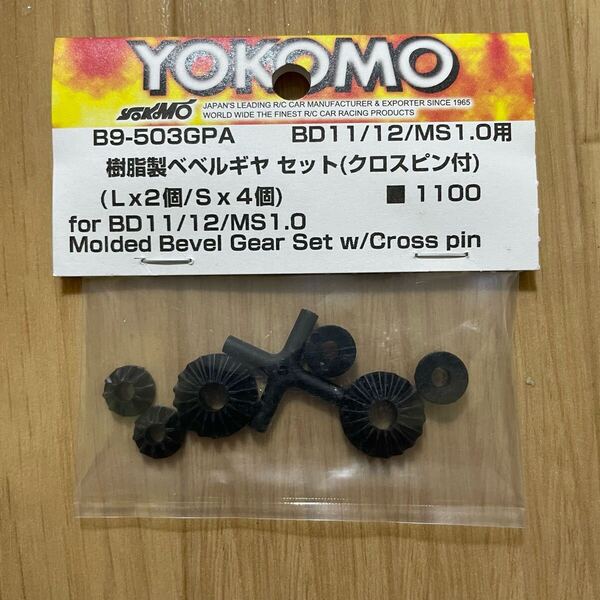 YOKOMO
YOKOMO
JAPAN'S LEADING R/C CAR MANUFACTURER & EXPORTER SINCE 1965
WORLD WIDE THE FINEST R/C CAR RACING PRODUCTS
B9-503GPA BD11/12/MS1.0用
樹脂製ベベルギヤ セット(クロスピン付)
(Lx2個/Sx4個) ■1100
for BD11/12/MS1.0
Molded Bevel Gear Set w/Cross pin